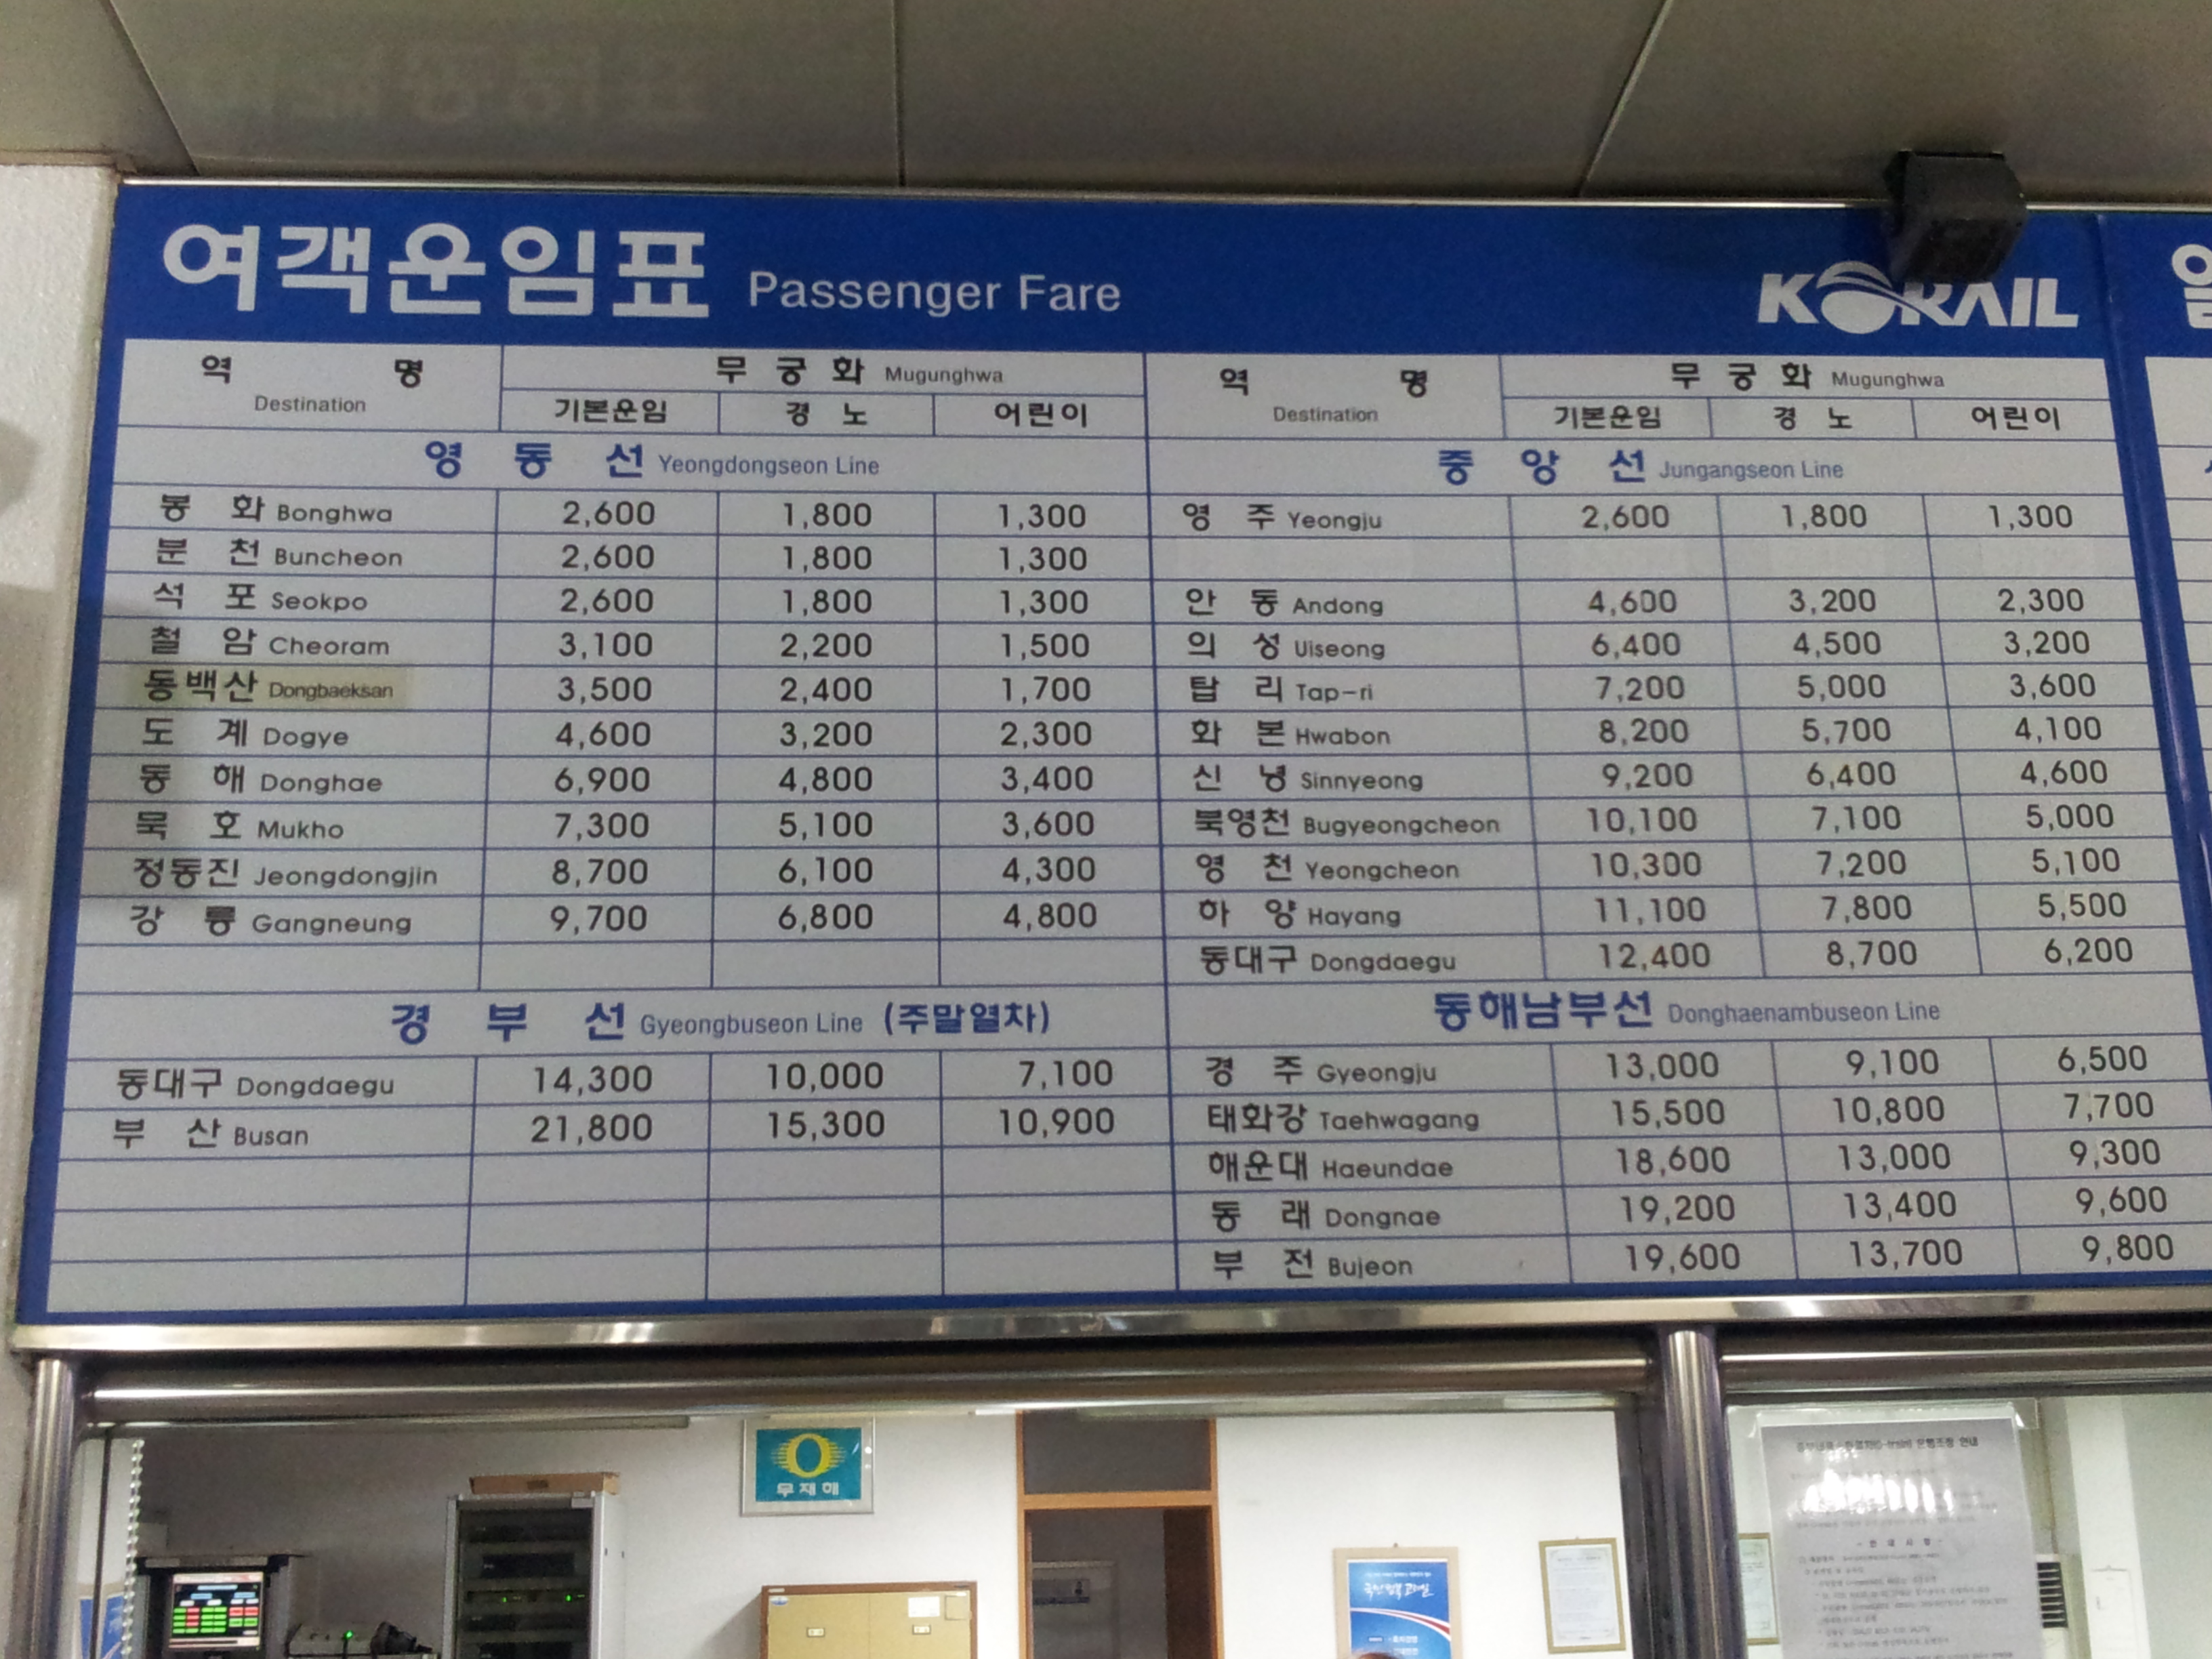 여객운임표 Passenger Fare
KORAIL
역 명 무궁화 Mugunghwa
Destination 기본운임 경 노 어린이
영 동 선 Yeongdongseon Line
봉 화 Bonghwa 2,600 1,800 1,300
분 천 Buncheon 2,600 1,800 1,300
석 포 Seokpo 2,600 1,800 1,300
철 암 Cheoram 3,100 2,200 1,500
동백산 Dongbaeksan 3,500 2,400 1,700
도 계 Dogye 4,600 3,200 2,300
동 해 Donghae 6,900 4,800 3,400
묵 호 Mukho 7,300 5,100 3,600
정동진 Jeongdongjin 8,700 6,100 4,300
강 릉 Gangneung 9,700 6,800 4,800
경 부 선 Gyeongbuseon Line (주말열차)
동대구 Dongdaegu 14,300 10,000 7,100
부 산 Busan 21,800 15,300 10,900
역 명 무궁화 Mugunghwa
Destination 기본운임 경 노 어린이
중 앙 선 Jungangseon Line
영 주 Yeongju 2,600 1,800 1,300
안 동 Andong 4,600 3,200 2,300
의 성 Uiseong 6,400 4,500 3,200
탑 리 Tap-ri 7,200 5,000 3,600
화 본 Hwabon 8,200 5,700 4,100
신 녕 Sinnyeong 9,200 6,400 4,600
북영천 Bugyeongcheon 10,100 7,100 5,000
영 천 Yeongcheon 10,300 7,200 5,100
하 양 Hayang 11,100 7,800 5,500
동대구 Dongdaegu 12,400 8,700 6,200
동해남부선 Donghaenambuseon Line
경 주 Gyeongju 13,000 9,100 6,500
태화강 Taehwagang 15,500 10,800 7,700
해운대 Haeundae 18,600 13,000 9,300
동 래 Dongnae 19,200 13,400 9,600
부 전 Bujeon 19,600 13,700 9,800
무재해
국민행복 코레일